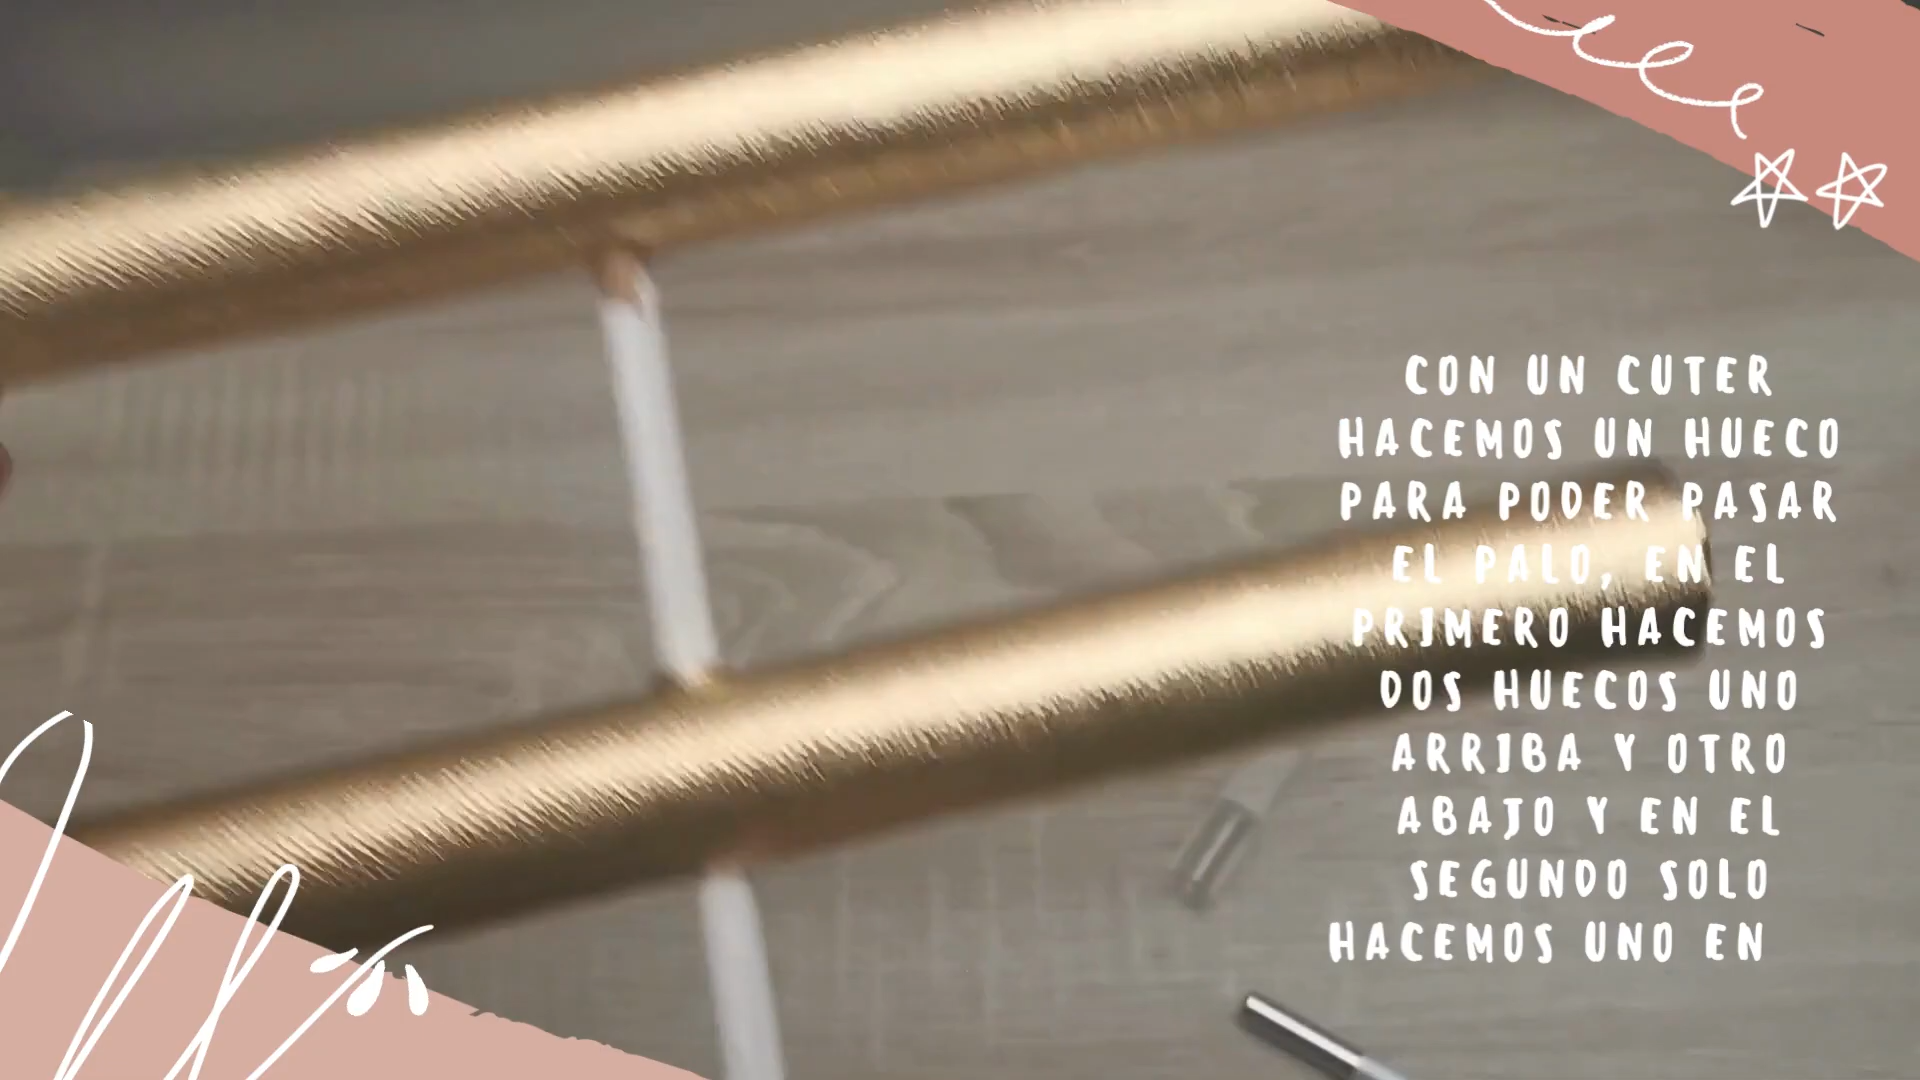 CON UN CUTER
HACEMOS UN HUECO
PARA PODER PASAR
EL PALO, EN EL
PRIMERO HACEMOS
DOS HUECOS UNO
ARRIBA Y OTRO
ABAJO Y EN EL
SEGUNDO SOLO
HACEMOS UNO EN